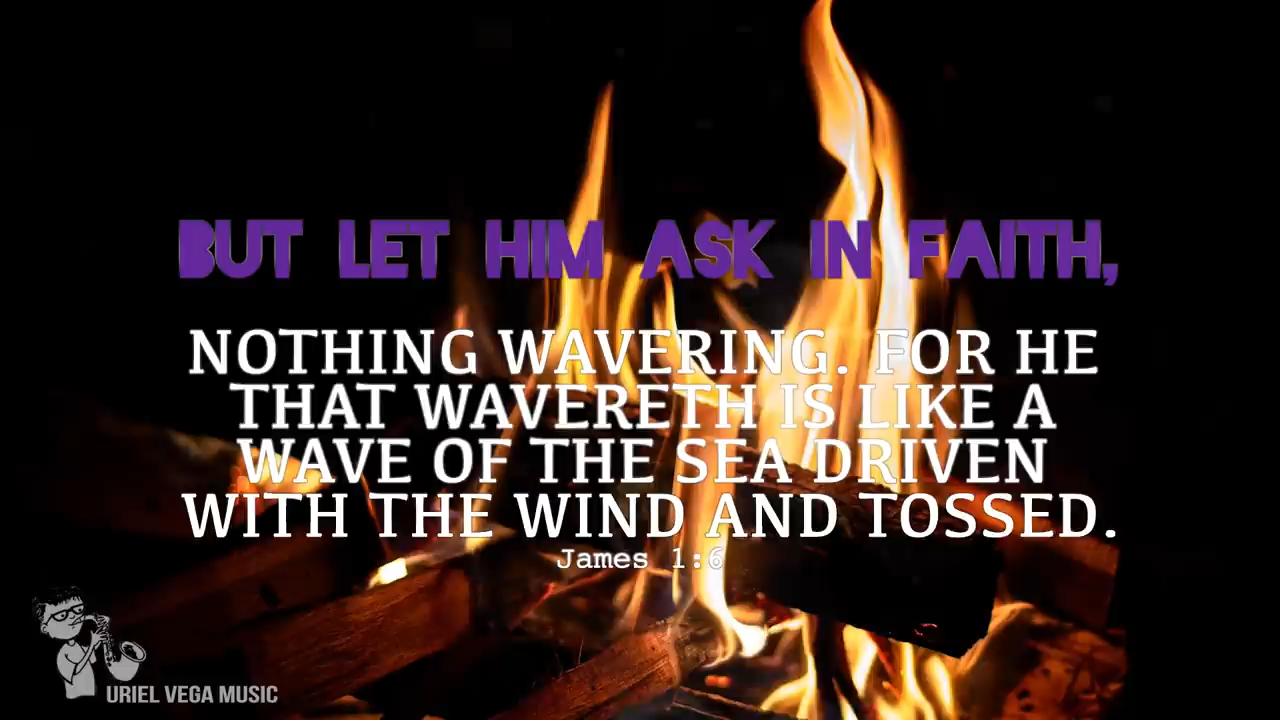 BUT LET HIM ASK IN FAITH,
NOTHING WAVERING. FOR HE
THAT WAVERETH IS LIKE A
WAVE OF THE SEA DRIVEN
WITH THE WIND AND TOSSED.
James 1:6
URIEL VEGA MUSIC